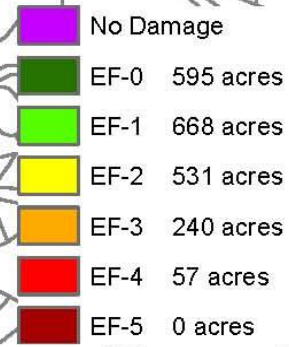 No Damage
EF-0 595 acres
EF-1 668 acres
EF-2 531 acres
EF-3 240 acres
EF-4 57 acres
EF-5 0 acres